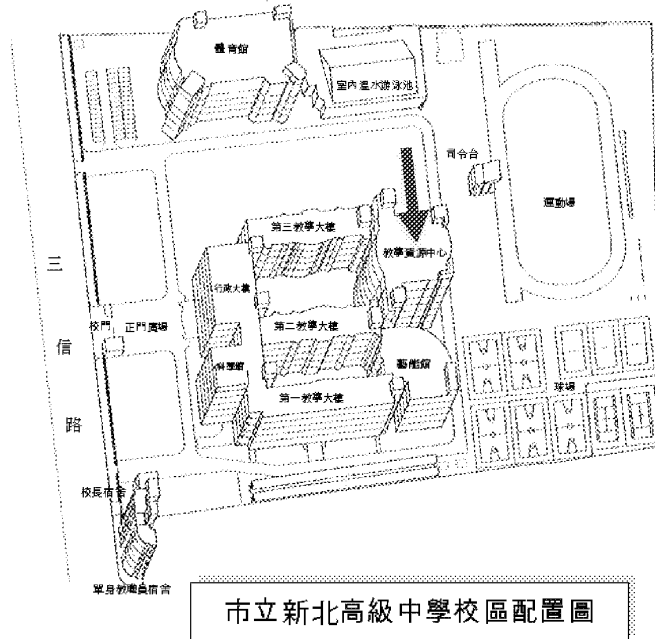 體育館
室內溫水游泳池
司令台
運動場
第三教學大樓
教學資源中心
行政大樓
三信路
校門
正門廣場
第二教學大樓
科學館
藝能館
第一教學大樓
球場
校長宿舍
單身教職員宿舍
市立新北高級中學校區配置圖